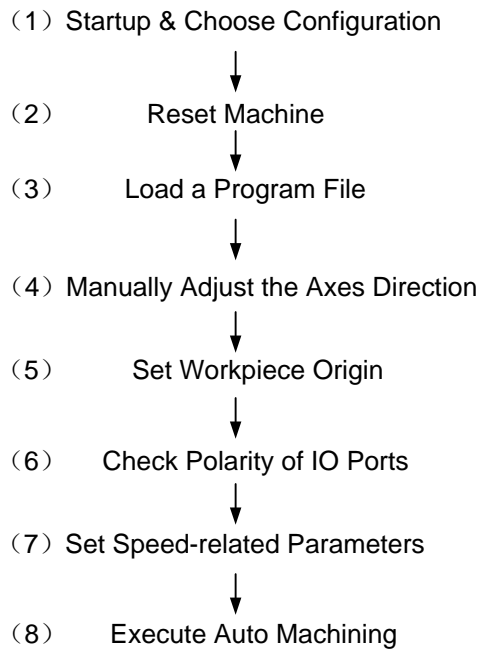 （1）Startup & Choose Configuration
（2） Reset Machine
（3） Load a Program File
（4）Manually Adjust the Axes Direction
（5） Set Workpiece Origin
（6） Check Polarity of IO Ports
（7）Set Speed-related Parameters
（8） Execute Auto Machining